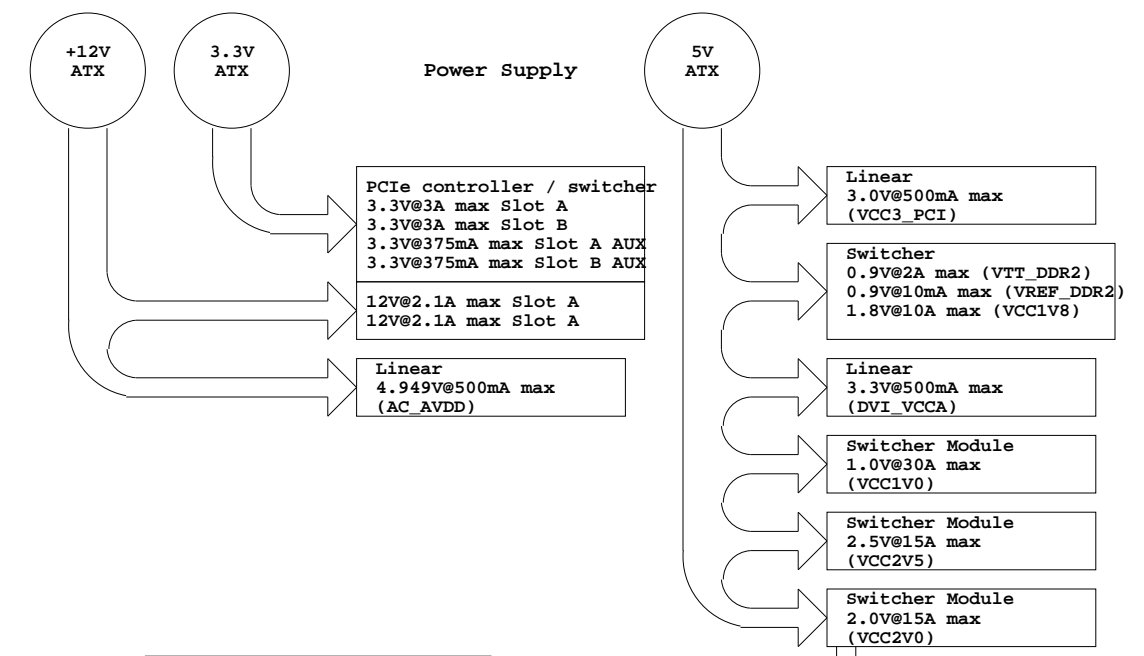 +12V
ATX
3.3V
ATX
Power Supply
5V
ATX
PCIe controller / switcher
3.3V@3A max Slot A
3.3V@3A max Slot B
3.3V@375mA max Slot A AUX
3.3V@375mA max Slot B AUX
12V@2.1A max Slot A
12V@2.1A max Slot A
Linear
4.949V@500mA max
(AC_AVDD)
Linear
3.0V@500mA max
(VCC3_PCI)
Switcher
0.9V@2A max (VTT_DDR2)
0.9V@10mA max (VREF_DDR2)
1.8V@10A max (VCC1V8)
Linear
3.3V@500mA max
(DVI_VCCA)
Switcher Module
1.0V@30A max
(VCC1V0)
Switcher Module
2.5V@15A max
(VCC2V5)
Switcher Module
2.0V@15A max
(VCC2V0)